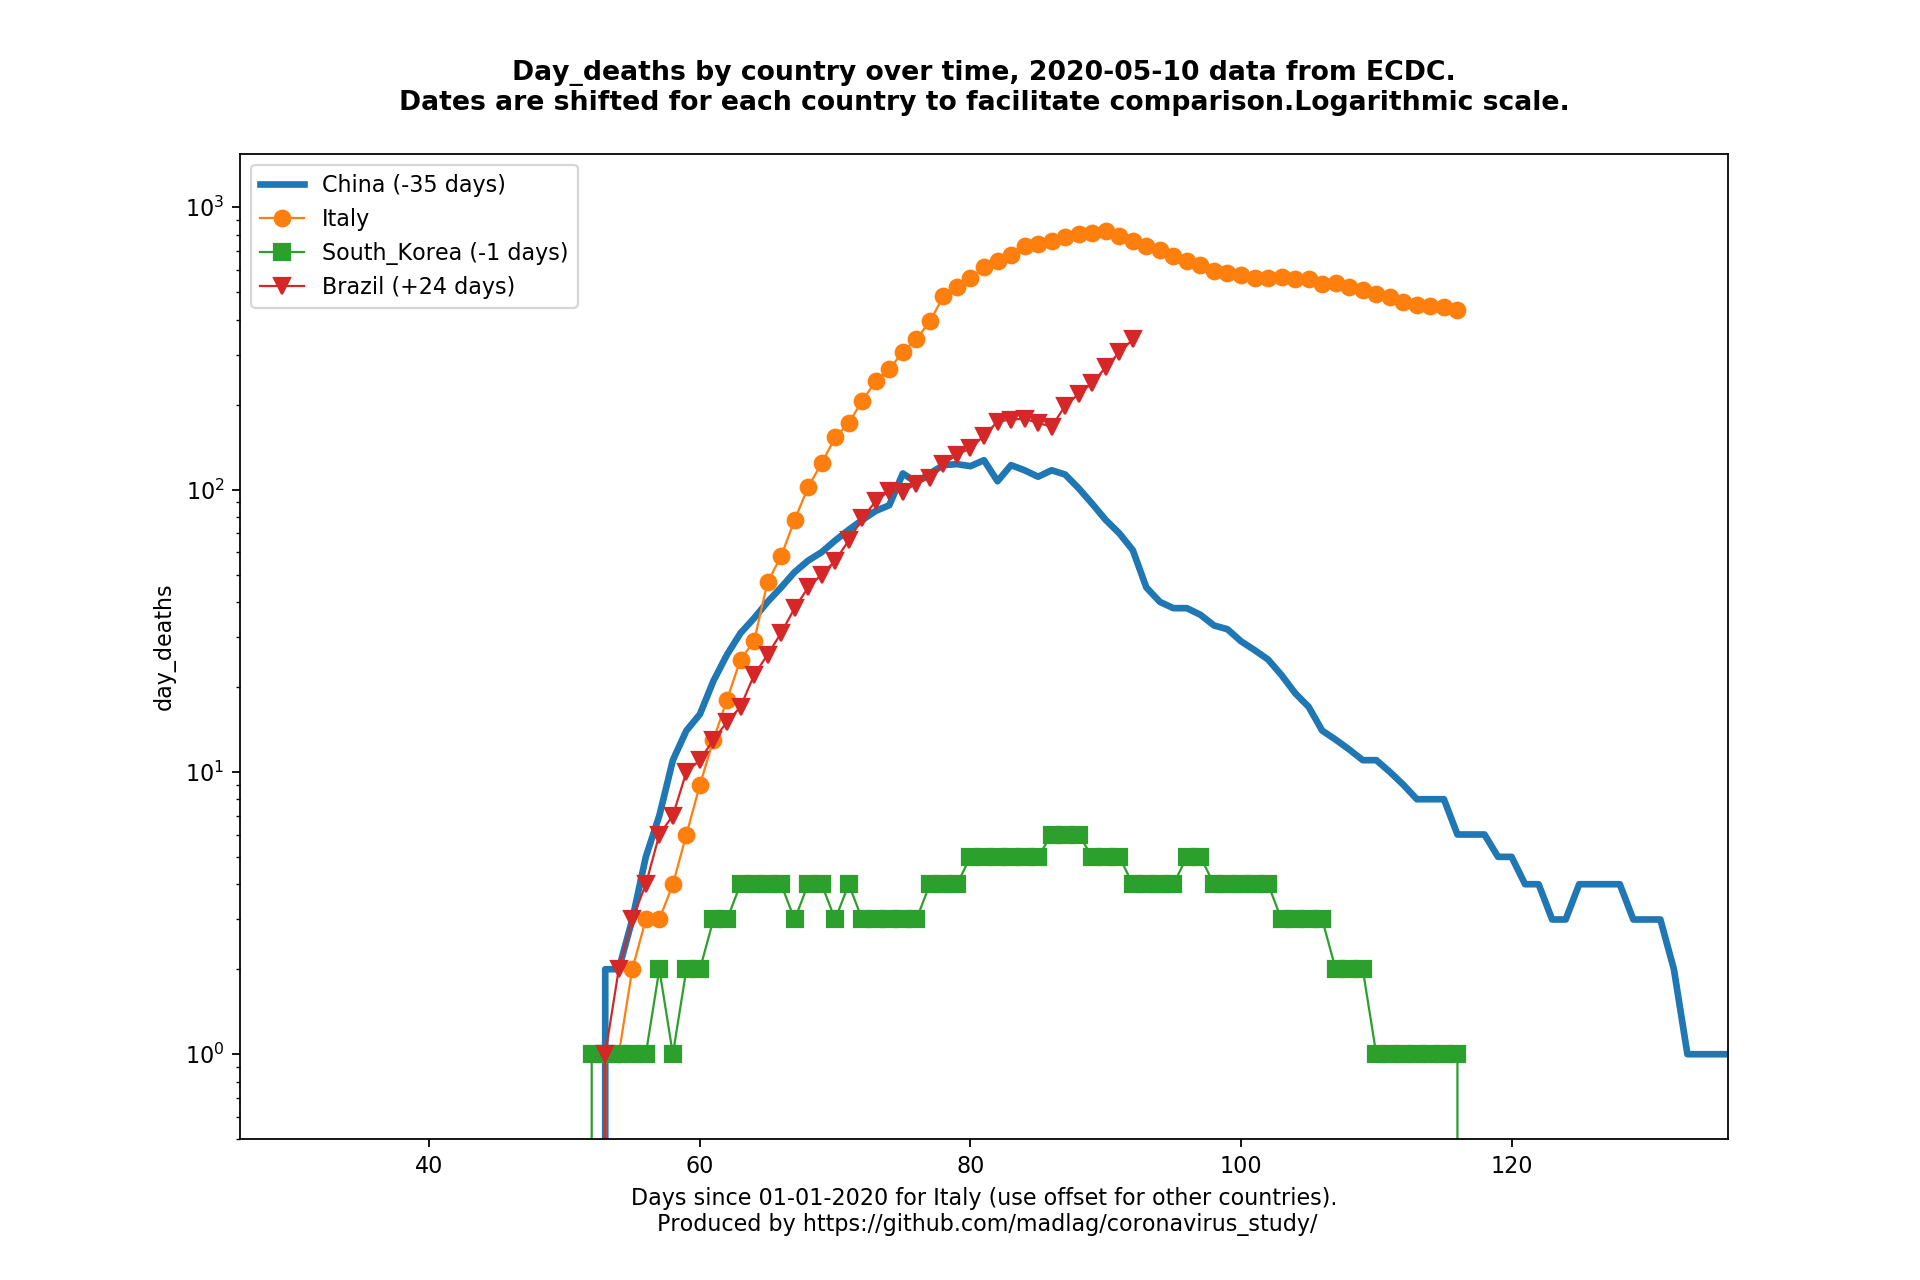 Day_deaths by country over time, 2020-05-10 data from ECDC.
Dates are shifted for each country to facilitate comparison.Logarithmic scale.
China (-35 days)
Italy
South_Korea (-1 days)
Brazil (+24 days)
10³
10²
10¹
10⁰
day_deaths
40 60 80 100 120
Days since 01-01-2020 for Italy (use offset for other countries).
Produced by https://github.com/madlag/coronavirus_study/